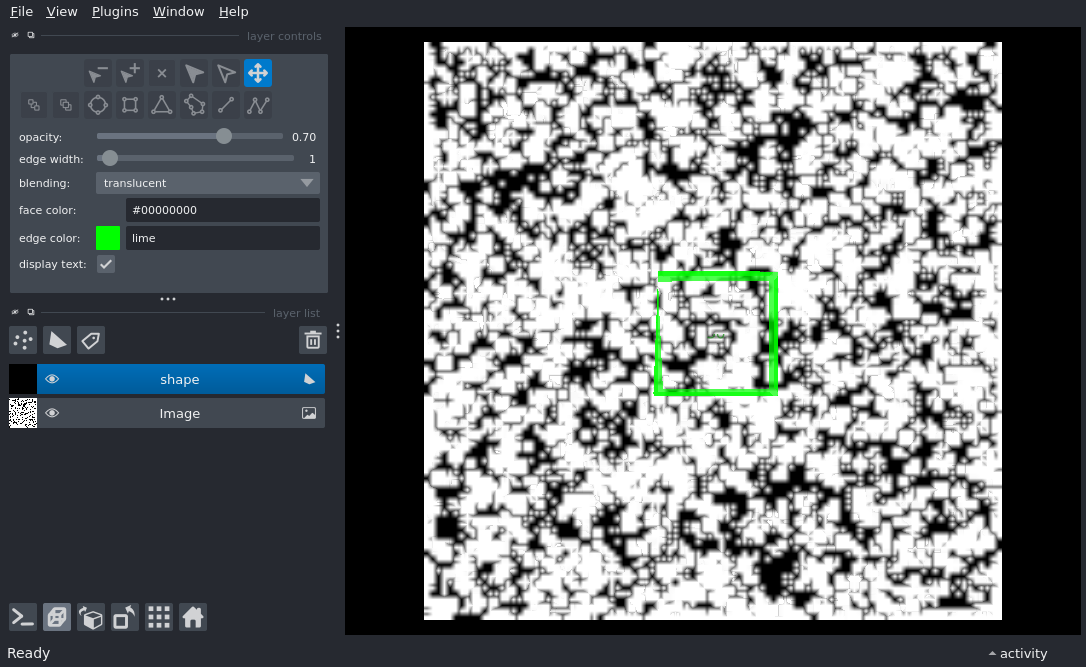 File View Plugins Window Help
layer controls
opacity: 0.70
edge width: 1
blending: translucent
face color: #00000000
edge color: lime
display text:
layer list
shape
Image
Ready
activity